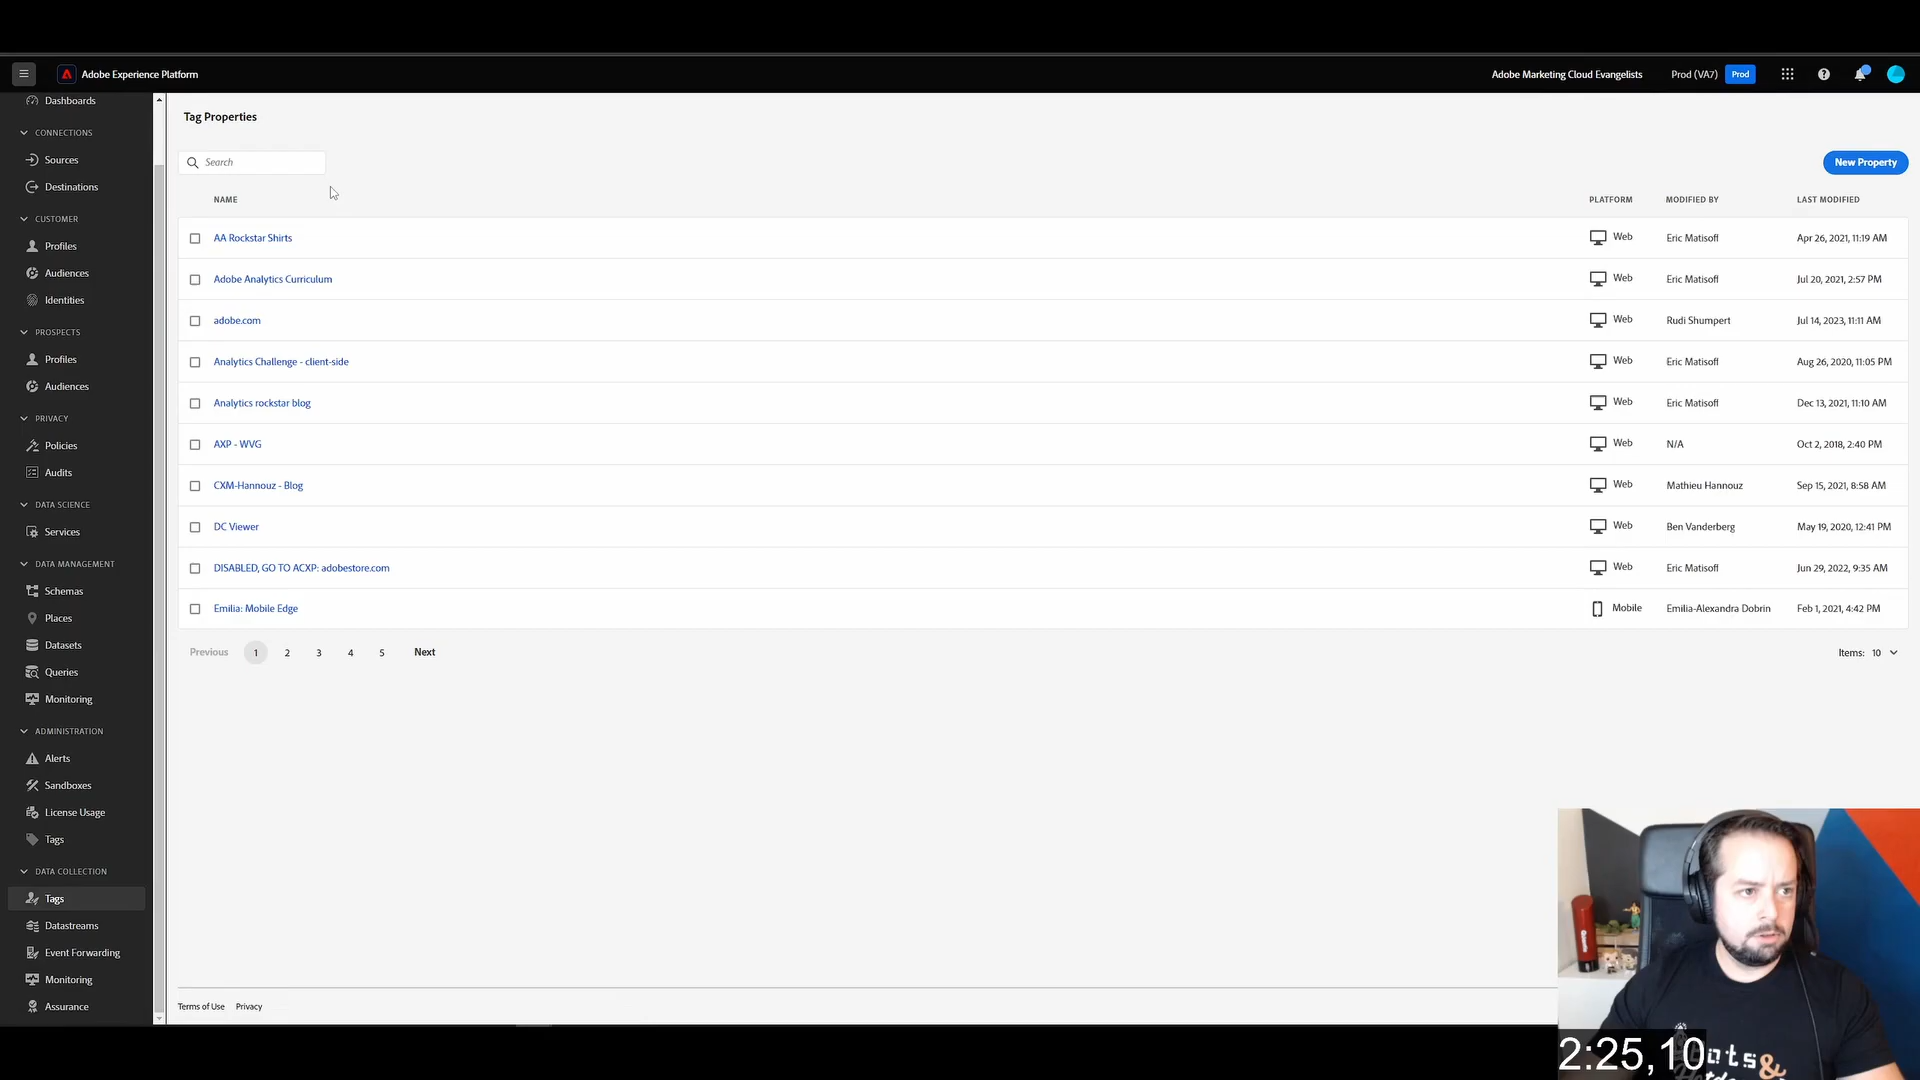 Adobe Experience Platform
Adobe Marketing Cloud Evangelists
Prod (VA7)
Prod
Dashboards
CONNECTIONS
Sources
Destinations
CUSTOMER
Profiles
Audiences
Identities
PROSPECTS
Profiles
Audiences
PRIVACY
Policies
Audits
DATA SCIENCE
Services
DATA MANAGEMENT
Schemas
Places
Datasets
Queries
Monitoring
ADMINISTRATION
Alerts
Sandboxes
License Usage
Tags
DATA COLLECTION
Tags
Datastreams
Event Forwarding
Monitoring
Assurance
Tag Properties
Search
New Property
NAME PLATFORM MODIFIED BY LAST MODIFIED
AA Rockstar Shirts Web Eric Matisoff Apr 26, 2021, 11:19 AM
Adobe Analytics Curriculum Web Eric Matisoff Jul 20, 2021, 2:57 PM
adobe.com Web Rudi Shumpert Jul 14, 2023, 11:11 AM
Analytics Challenge - client-side Web Eric Matisoff Aug 26, 2020, 11:05 PM
Analytics rockstar blog Web Eric Matisoff Dec 13, 2021, 11:10 AM
AXP - WVG Web N/A Oct 2, 2018, 2:40 PM
CXM-Hannouz - Blog Web Mathieu Hannouz Sep 15, 2021, 8:58 AM
DC Viewer Web Ben Vanderberg May 19, 2020, 12:41 PM
DISABLED, GO TO ACXP: adobestore.com Web Eric Matisoff Jun 29, 2022, 9:35 AM
Emilia: Mobile Edge Mobile Emilia-Alexandra Dobrin Feb 1, 2021, 4:42 PM
Previous 1 2 3 4 5 Next
Items: 10
Terms of Use Privacy
2:25,10